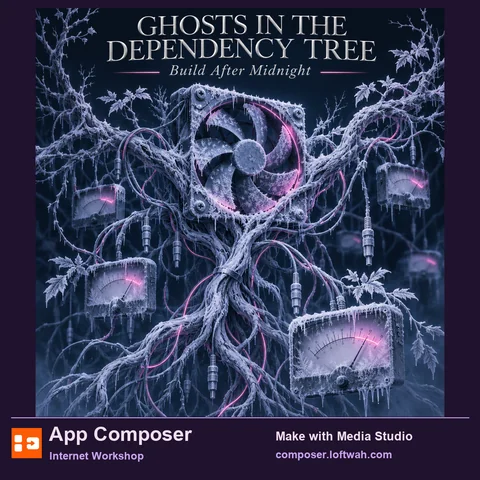 GHOSTS IN THE
DEPENDENCY TREE
Build After Midnight
App Composer
Internet Workshop
Make with Media Studio
composer.loftwah.com